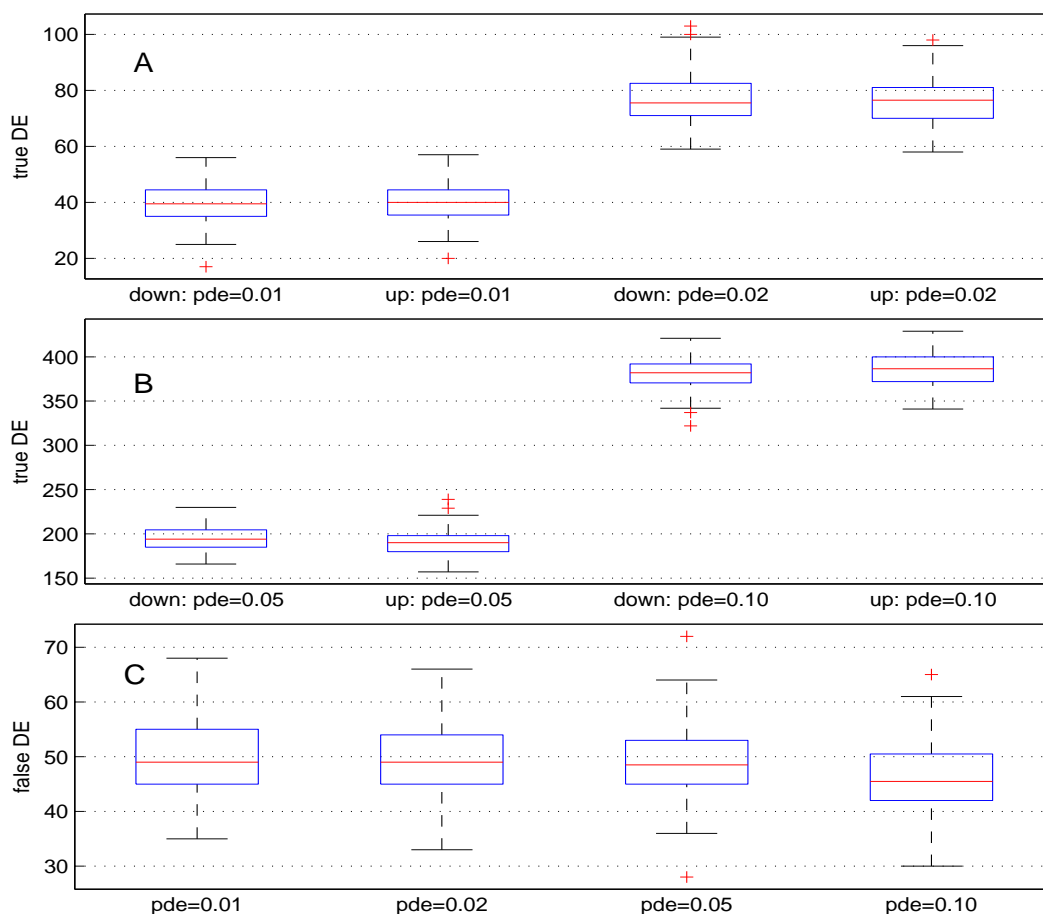 A
true DE
100
80
60
40
20
down: pde=0.01 up: pde=0.01 down: pde=0.02 up: pde=0.02
B
true DE
400
350
300
250
200
150
down: pde=0.05 up: pde=0.05 down: pde=0.10 up: pde=0.10
C
false DE
70
60
50
40
30
pde=0.01 pde=0.02 pde=0.05 pde=0.10